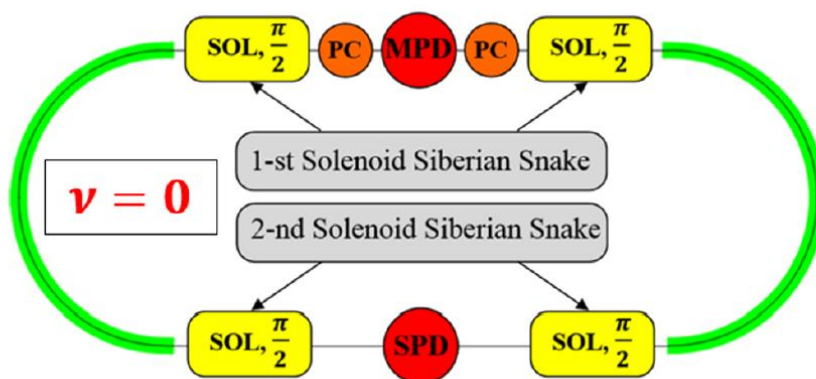 SOL, π/2 PC MPD PC SOL, π/2
1-st Solenoid Siberian Snake
ν = 0
2-nd Solenoid Siberian Snake
SOL, π/2 SPD SOL, π/2